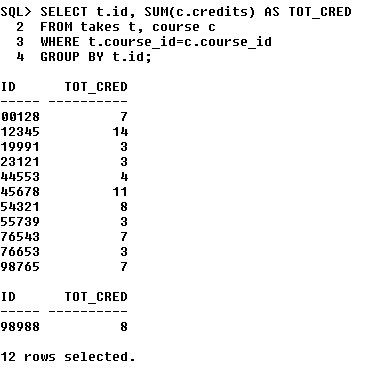 SQL> SELECT t.id, SUM(c.credits) AS TOT_CRED
2 FROM takes t, course c
3 WHERE t.course_id=c.course_id
4 GROUP BY t.id;
ID TOT_CRED
----- ----------
00128 7
12345 14
19991 3
23121 3
44553 4
45678 11
54321 8
55739 3
76543 7
76653 3
98765 7
ID TOT_CRED
----- ----------
98988 8
12 rows selected.